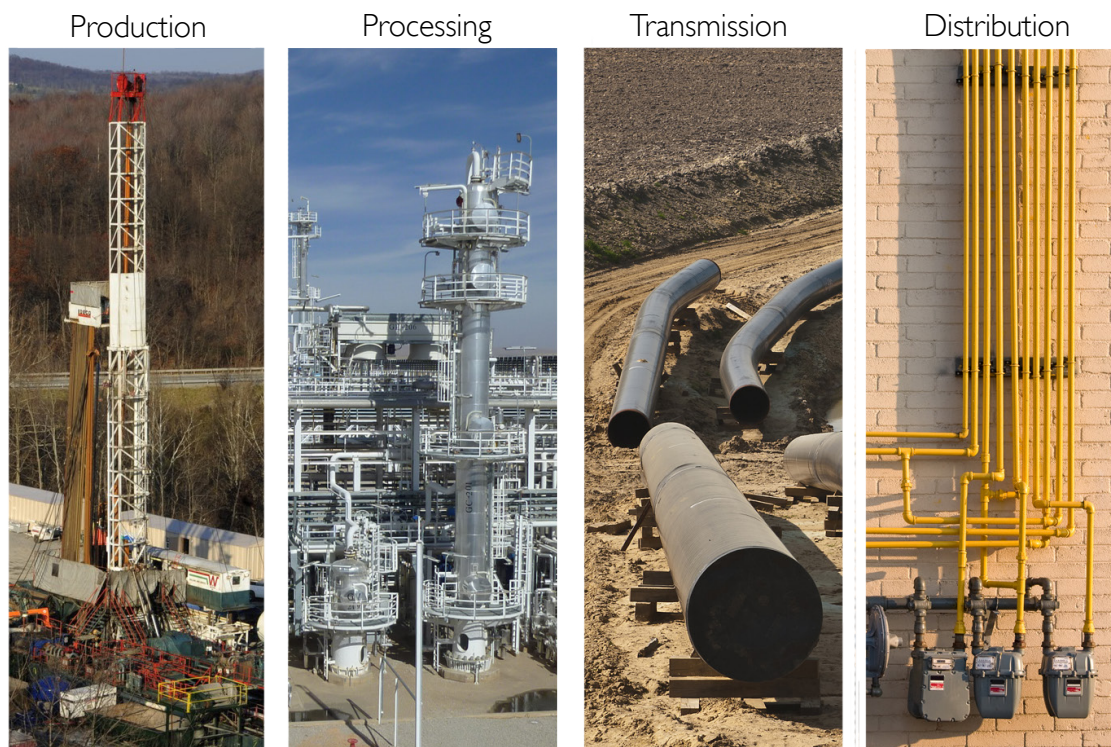 Production
Processing
Transmission
Distribution
W